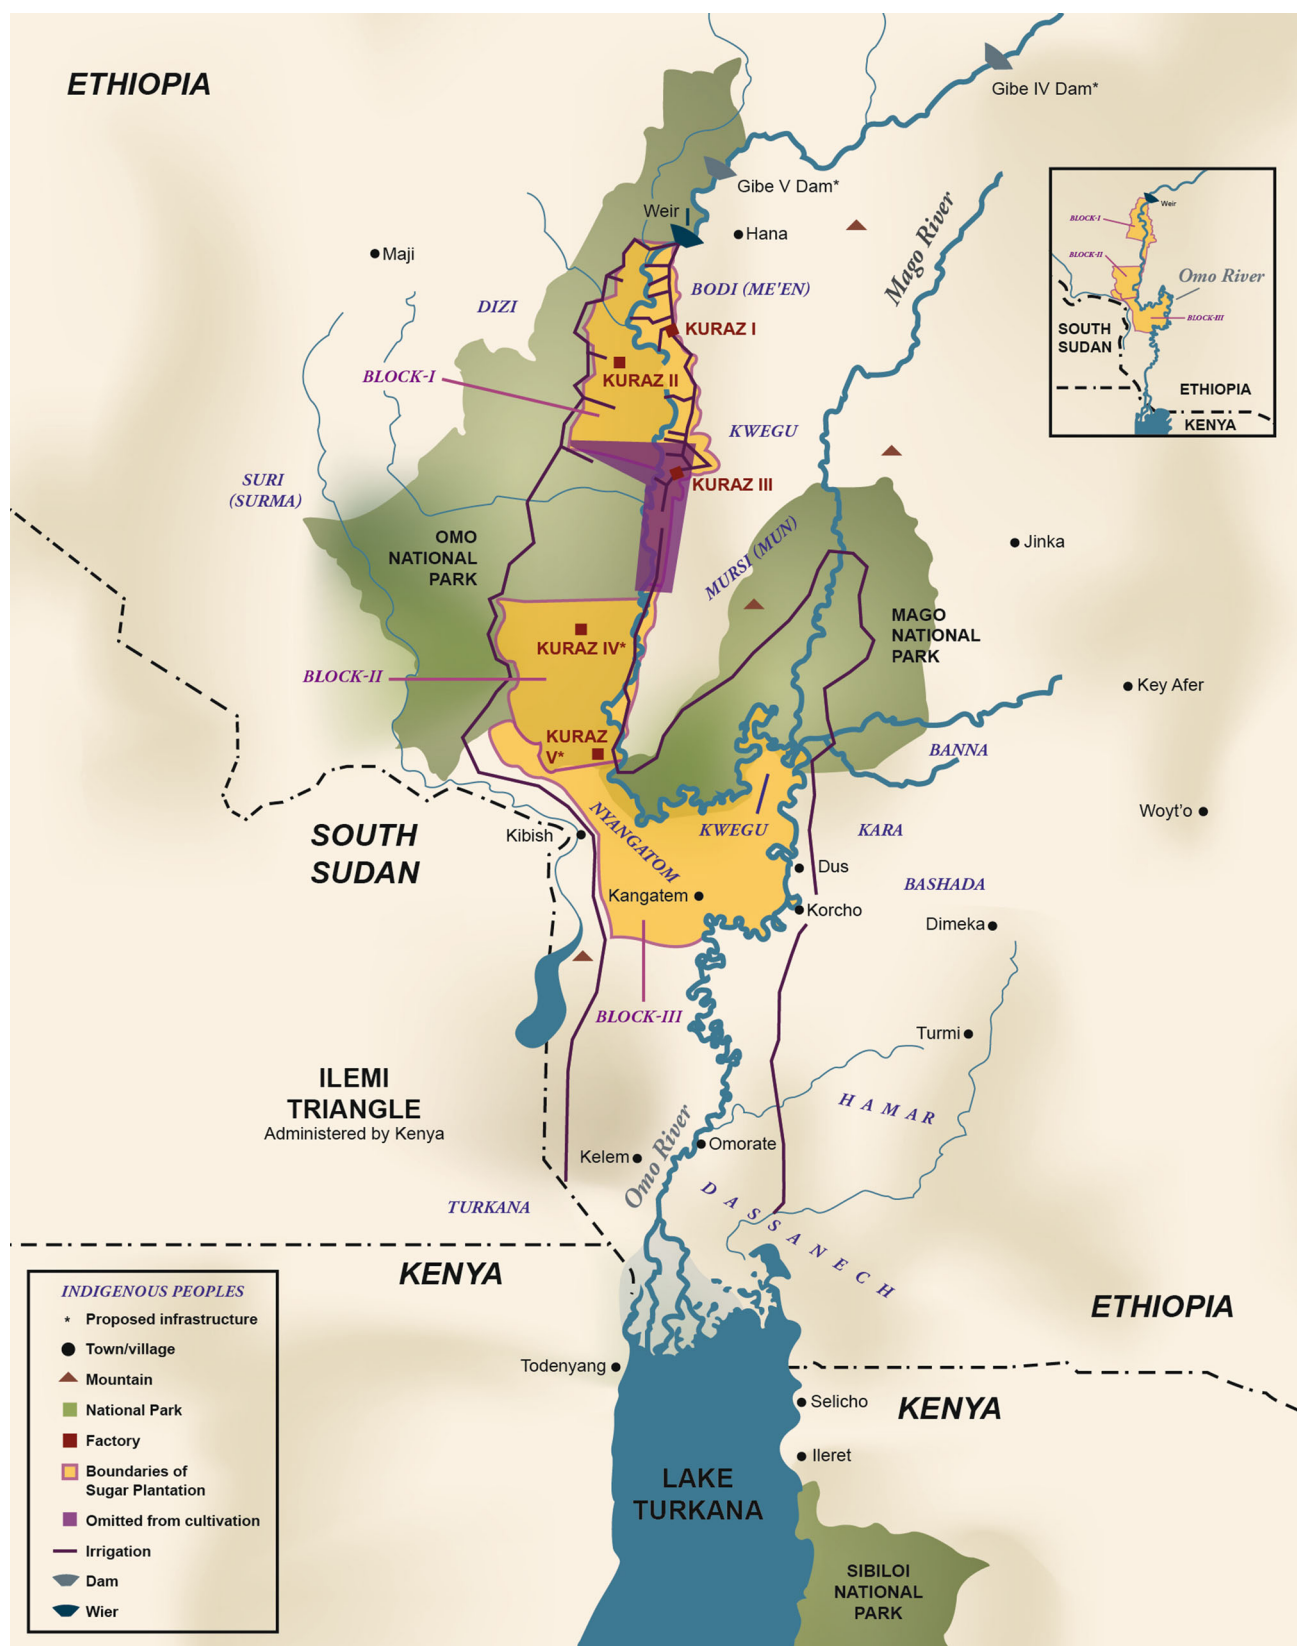 ETHIOPIA
Gibe IV Dam*
Gibe V Dam*
Weir
Hana
Maji
Mago River
DIZI
BODI (ME'EN)
KURAZ I
KURAZ II
BLOCK-I
KWEGU
SURI
(SURMA)
KURAZ III
OMO
NATIONAL
PARK
MURSI (MUN)
Jinka
MAGO
NATIONAL
PARK
KURAZ IV*
BLOCK-II
Key Afer
KURAZ
V*
BANNA
NYANGATOM
KWEGU
KARA
Woyt'o
SOUTH
SUDAN
Kibish
Dus
BASHADA
Kangatem
Korcho
Dimeka
BLOCK-III
Turmi
ILEMI
TRIANGLE
Administered by Kenya
HAMAR
Omorate
Kelem
Omo River
DASSANECH
TURKANA
KENYA
ETHIOPIA
Todenyang
Selicho
KENYA
Ileret
LAKE
TURKANA
SIBILOI
NATIONAL
PARK
Weir
BLOCK-I
BLOCK-II
Omo River
BLOCK-III
SOUTH
SUDAN
ETHIOPIA
KENYA
INDIGENOUS PEOPLES
* Proposed infrastructure
Town/village
Mountain
National Park
Factory
Boundaries of
Sugar Plantation
Omitted from cultivation
Irrigation
Dam
Wier